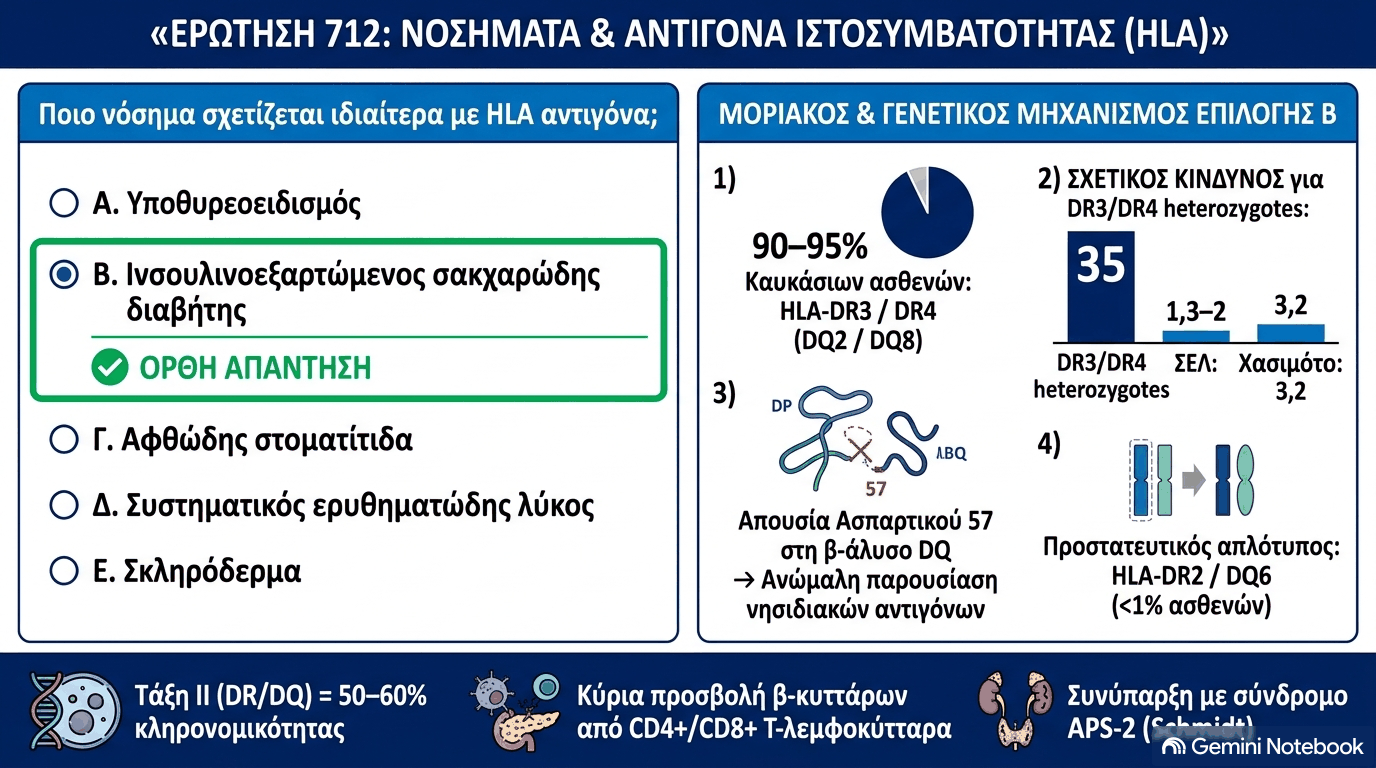 «ΕΡΩΤΗΣΗ 712: ΝΟΣΗΜΑΤΑ & ΑΝΤΙΓΟΝΑ ΙΣΤΟΣΥΜΒΑΤΟΤΗΤΑΣ (HLA)»
Ποιο νόσημα σχετίζεται ιδιαίτερα με HLA αντιγόνα;
Α. Υποθυρεοειδισμός
Β. Ινσουλινοεξαρτώμενος σακχαρώδης
διαβήτης
ΟΡΘΗ ΑΠΑΝΤΗΣΗ
Γ. Αφθώδης στοματίτιδα
Δ. Συστηματικός ερυθηματώδης λύκος
Ε. Σκληρόδερμα
ΜΟΡΙΑΚΟΣ & ΓΕΝΕΤΙΚΟΣ ΜΗΧΑΝΙΣΜΟΣ ΕΠΙΛΟΓΗΣ Β
1)
90–95%
Καυκάσιων ασθενών:
HLA-DR3 / DR4
(DQ2 / DQ8)
2) ΣΧΕΤΙΚΟΣ ΚΙΝΔΥΝΟΣ για
DR3/DR4 heterozygotes:
35
1,3–2
3,2
DR3/DR4
heterozygotes
ΣΕΛ:
Χασιμότο:
3,2
3)
DP
ΛBQ
57
Απουσία Ασπαρτικού 57
στη β-άλυσο DQ
→ Ανώμαλη παρουσίαση
νησιδιακών αντιγόνων
4)
Προστατευτικός απλότυπος:
HLA-DR2 / DQ6
(<1% ασθενών)
Τάξη ΙΙ (DR/DQ) = 50–60%
κληρονομικότητας
Κύρια προσβολή β-κυττάρων
από CD4+/CD8+ Τ-λεμφοκύτταρα
Συνύπαρξη με σύνδρομο
APS-2 (Schmidt)
Gemini Notebook